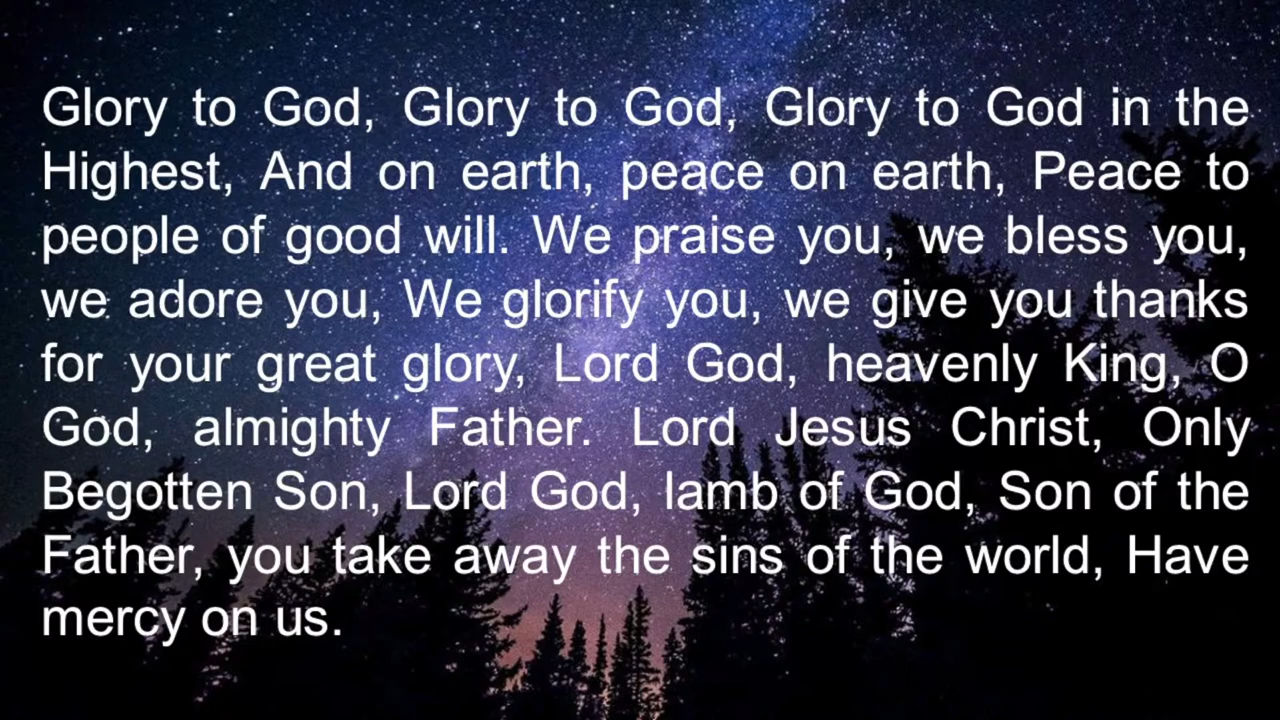 Glory to God, Glory to God, Glory to God in the
Highest, And on earth, peace on earth, Peace to
people of good will. We praise you, we bless you,
we adore you, We glorify you, we give you thanks
for your great glory, Lord God, heavenly King, O
God, almighty Father. Lord Jesus Christ, Only
Begotten Son, Lord God, lamb of God, Son of the
Father, you take away the sins of the world, Have
mercy on us.